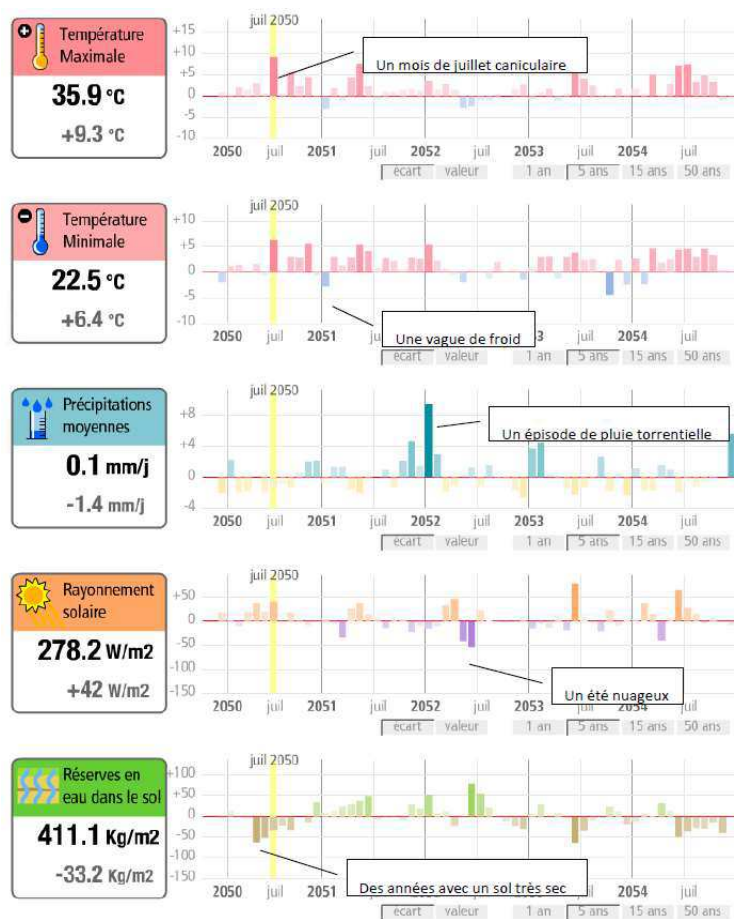 juil 2050
Température
Maximale
35.9 °C
+9.3 °C
+15
+10
+5
0
-5
-10
Un mois de juillet caniculaire
2050 juil 2051 juil 2052 juil 2053 juil 2054 juil
écart valeur 1 an 5 ans 15 ans 50 ans
juil 2050
Température
Minimale
22.5 °C
+6.4 °C
+10
+5
0
-5
-10
2050 juil 2051 juil 2053 juil 2054 juil
Une vague de froid
écart valeur 1 an 5 ans 15 ans 50 ans
juil 2050
Précipitations
moyennes
0.1 mm/j
-1.4 mm/j
+8
+4
0
-4
Un épisode de pluie torrentielle
2050 juil 2051 juil 2052 juil 2053 juil 2054 juil
écart valeur 1 an 5 ans 15 ans 50 ans
juil 2050
Rayonnement
solaire
278.2 W/m2
+42 W/m2
+50
0
-50
-100
-150
Un été nuageux
2050 juil 2051 juil 2052 juil 2053 juil 2054 juil
écart valeur 1 an 5 ans 15 ans 50 ans
juil 2050
Réserves en
eau dans le sol
411.1 Kg/m2
-33.2 Kg/m2
+100
+50
0
-50
-100
-150
Des années avec un sol très sec
2050 juil 2051 juil 2052 juil 2053 juil 2054 juil
écart valeur 1 an 5 ans 15 ans 50 ans